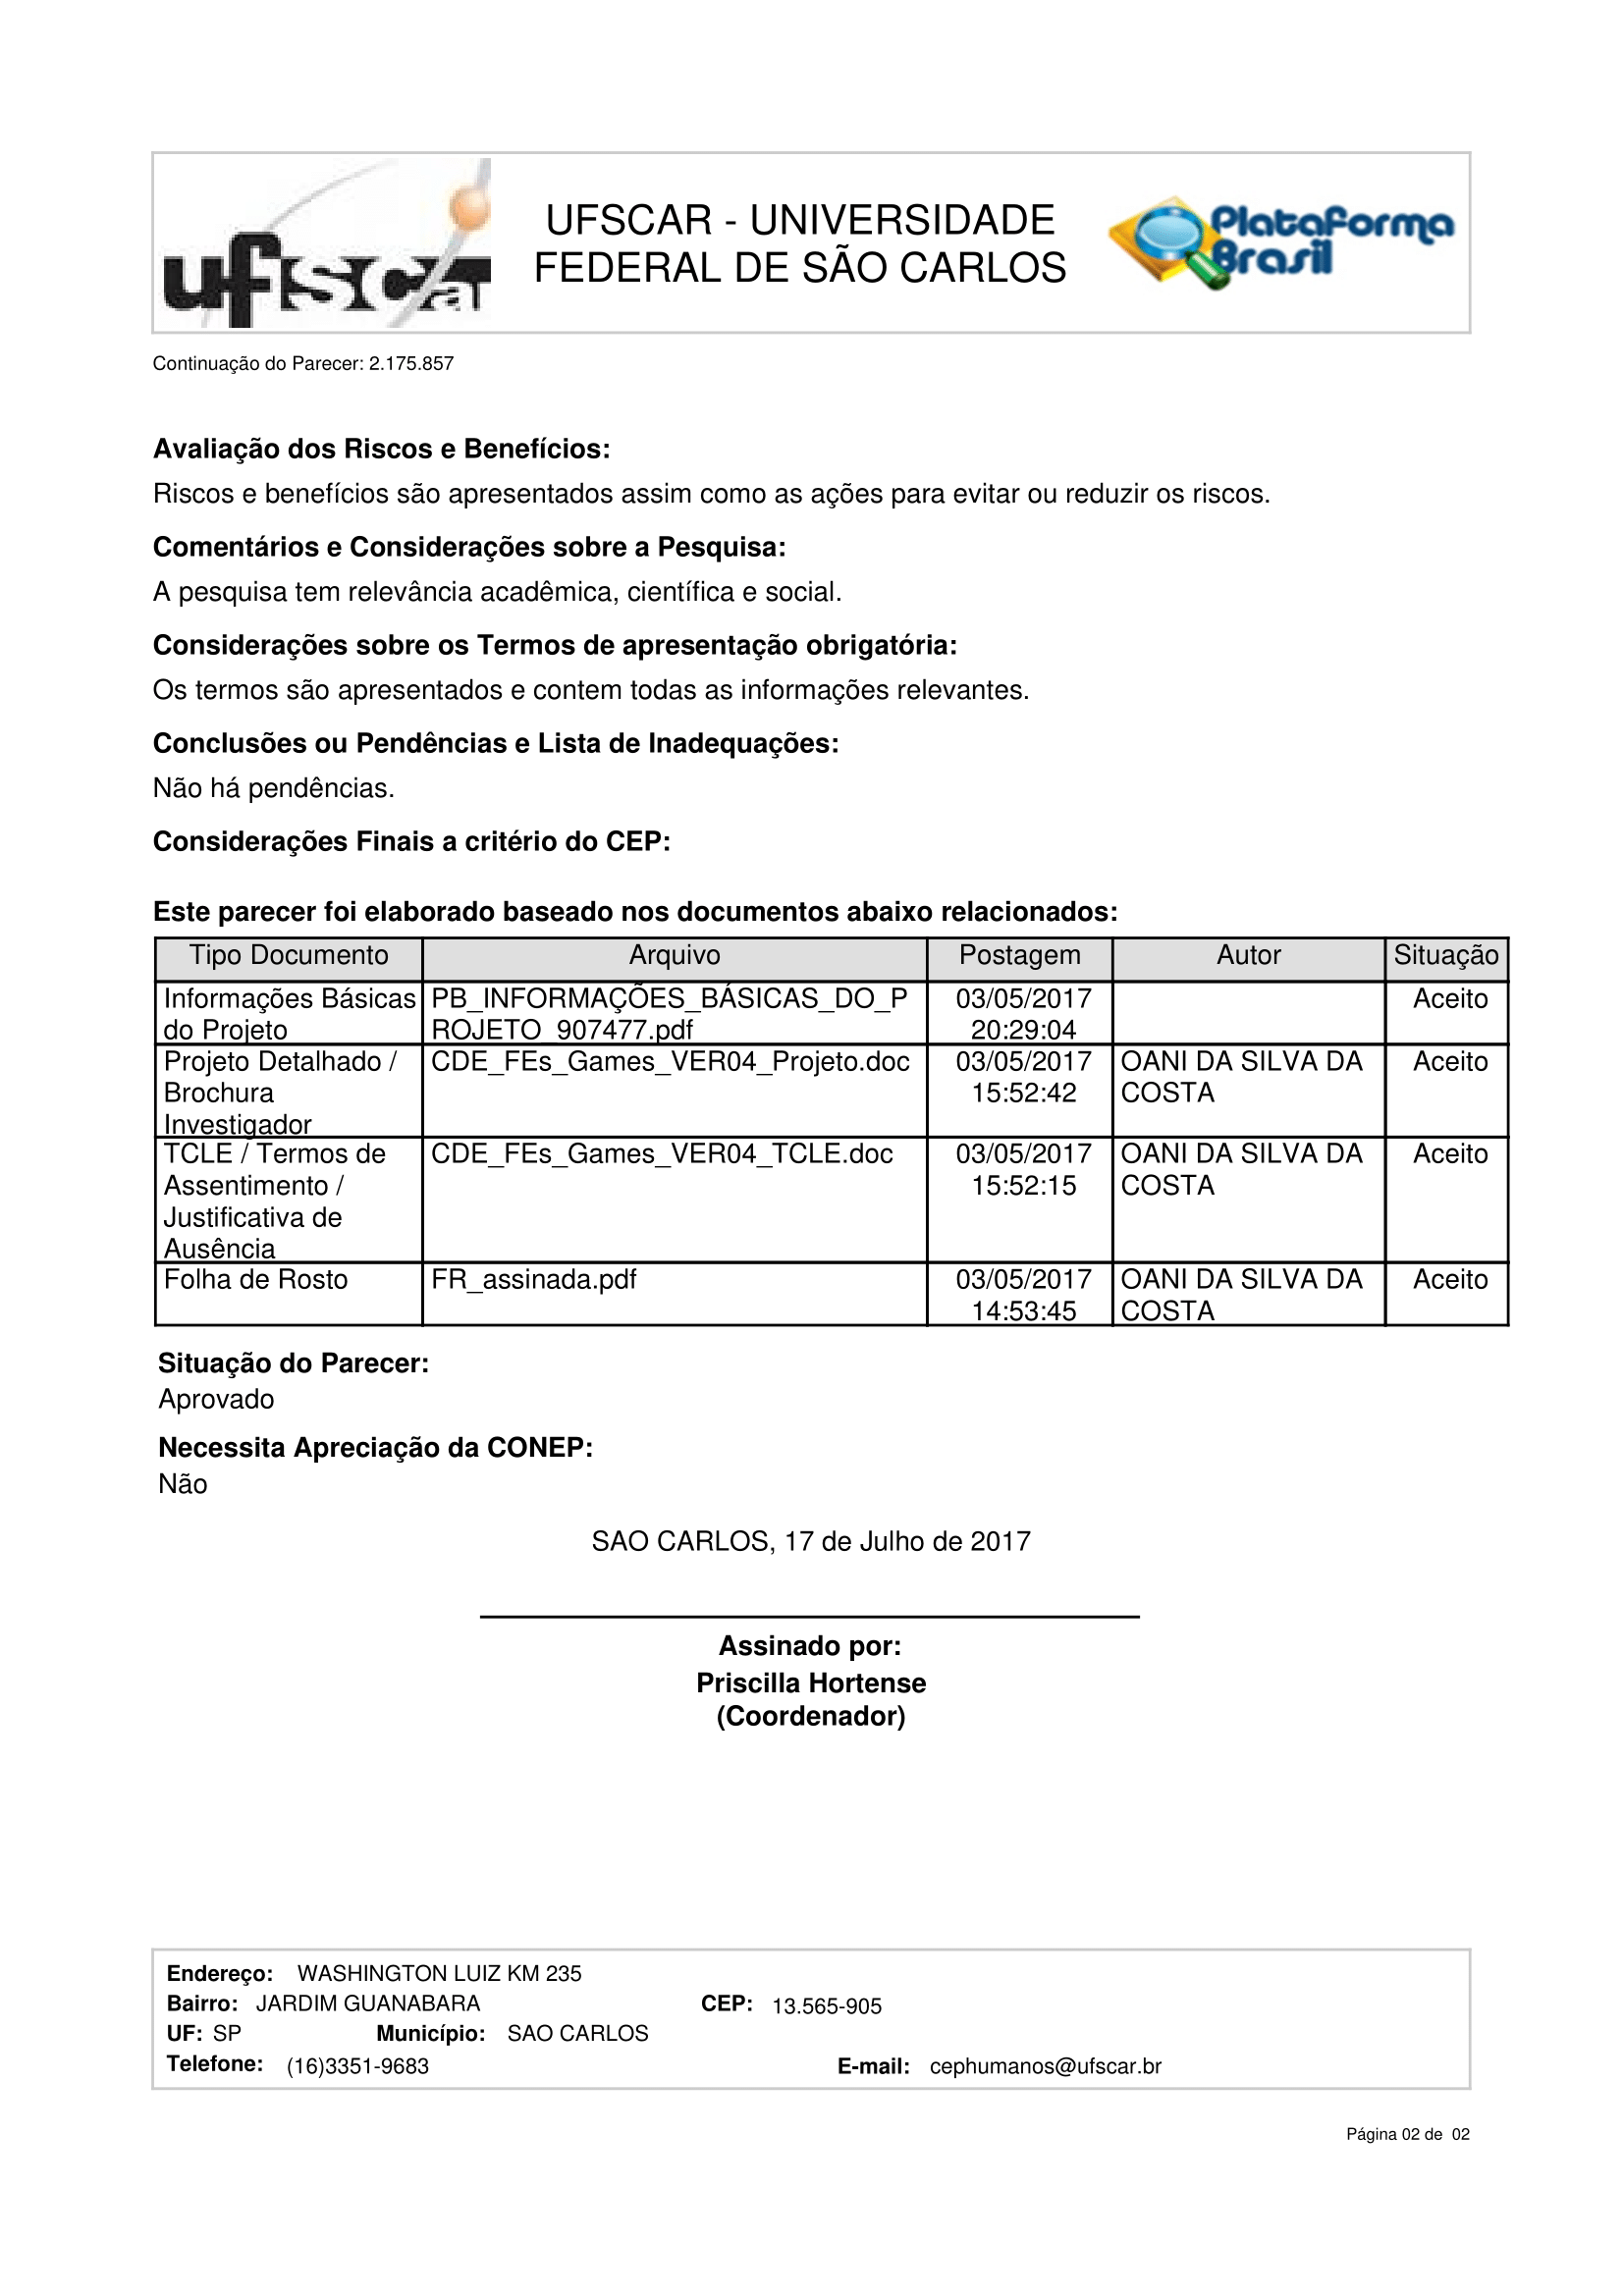 ufscar
UFSCAR - UNIVERSIDADE
FEDERAL DE SÃO CARLOS
Plataforma
Brasil
Continuação do Parecer: 2.175.857
Avaliação dos Riscos e Benefícios:
Riscos e benefícios são apresentados assim como as ações para evitar ou reduzir os riscos.
Comentários e Considerações sobre a Pesquisa:
A pesquisa tem relevância acadêmica, científica e social.
Considerações sobre os Termos de apresentação obrigatória:
Os termos são apresentados e contem todas as informações relevantes.
Conclusões ou Pendências e Lista de Inadequações:
Não há pendências.
Considerações Finais a critério do CEP:
Este parecer foi elaborado baseado nos documentos abaixo relacionados:
Tipo Documento Arquivo Postagem Autor Situação
Informações Básicas PB_INFORMAÇÕES_BÁSICAS_DO_P 03/05/2017 Aceito
do Projeto ROJETO_907477.pdf 20:29:04
Projeto Detalhado / CDE_FEs_Games_VER04_Projeto.doc 03/05/2017 OANI DA SILVA DA Aceito
Brochura 15:52:42 COSTA
Investigador
TCLE / Termos de CDE_FEs_Games_VER04_TCLE.doc 03/05/2017 OANI DA SILVA DA Aceito
Assentimento / 15:52:15 COSTA
Justificativa de
Ausência
Folha de Rosto FR_assinada.pdf 03/05/2017 OANI DA SILVA DA Aceito
14:53:45 COSTA
Situação do Parecer:
Aprovado
Necessita Apreciação da CONEP:
Não
SAO CARLOS, 17 de Julho de 2017
Assinado por:
Priscilla Hortense
(Coordenador)
Endereço: WASHINGTON LUIZ KM 235
Bairro: JARDIM GUANABARA CEP: 13.565-905
UF: SP Município: SAO CARLOS
Telefone: (16)3351-9683 E-mail: cephumanos@ufscar.br
Página 02 de 02